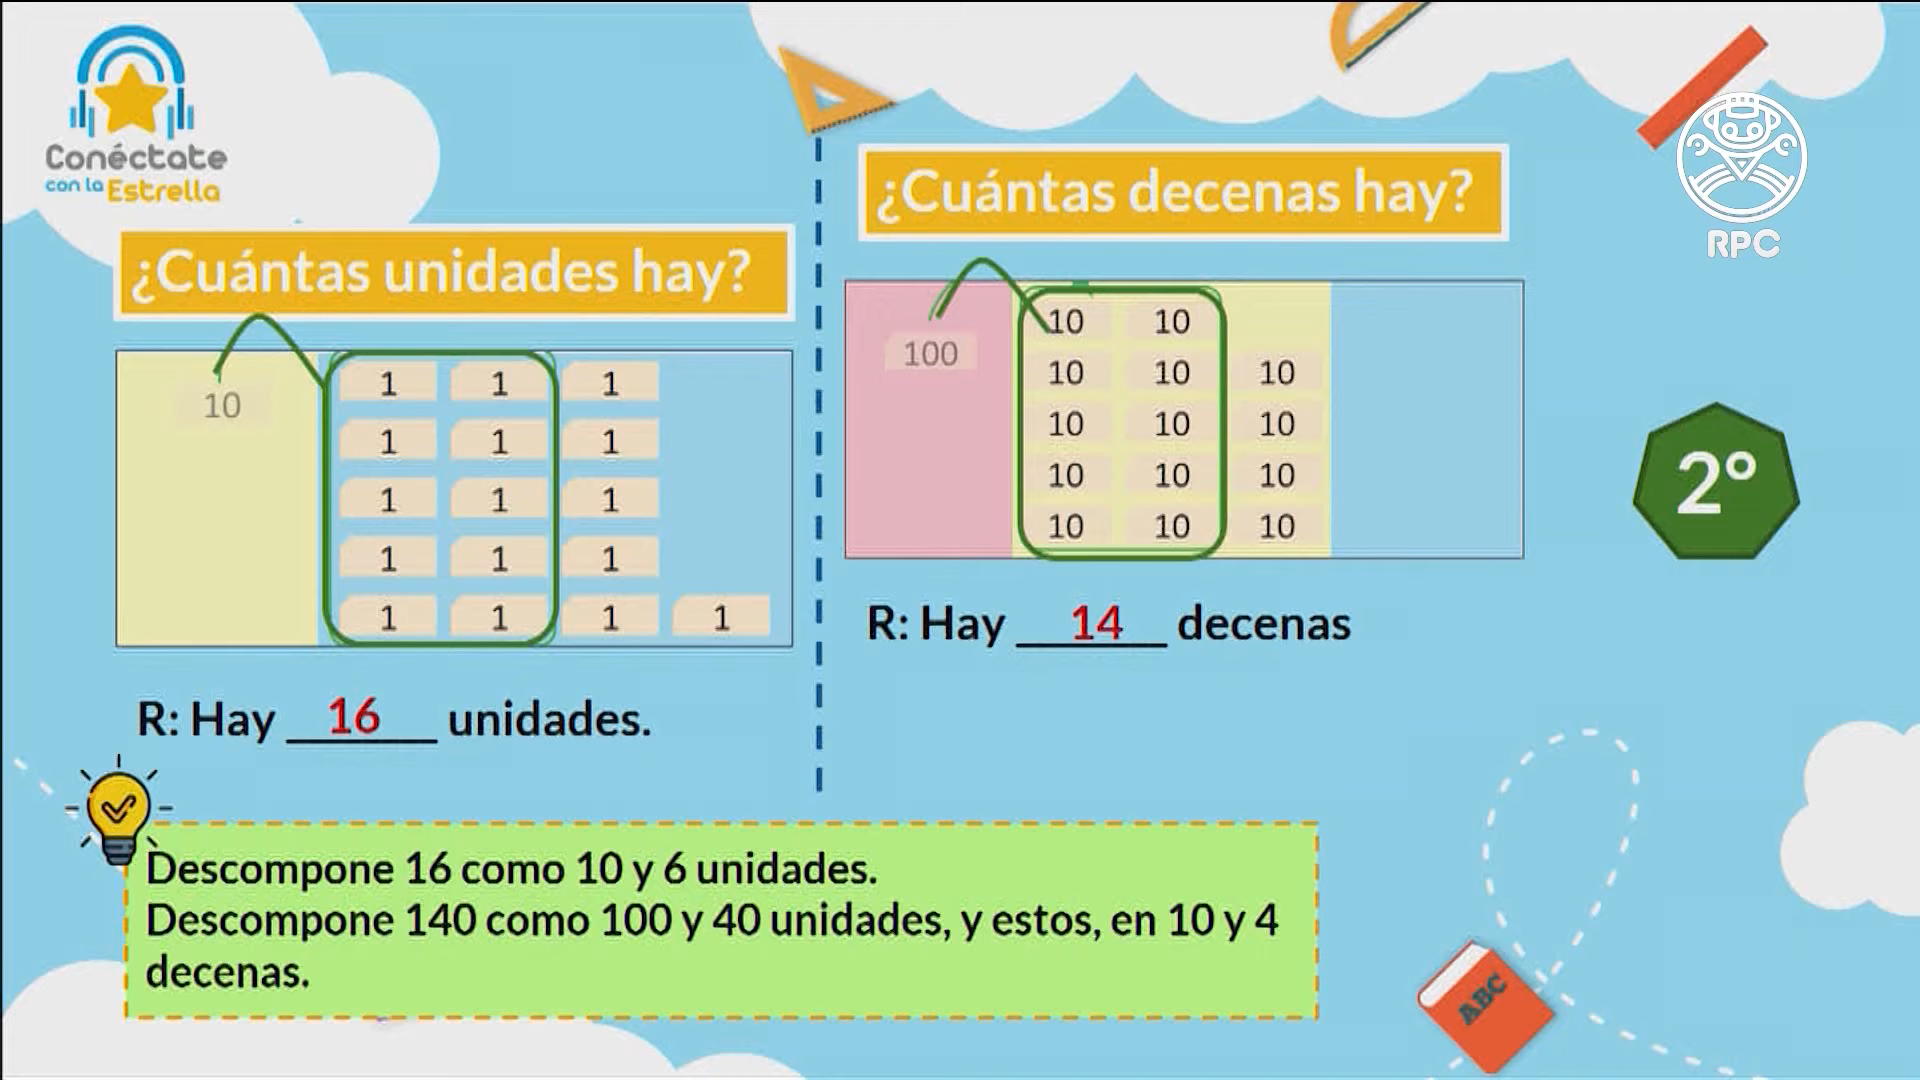 Conéctate
con la Estrella
¿Cuántas unidades hay?
10
1 1 1
1 1 1
1 1 1
1 1 1
1 1 1 1
R: Hay 16 unidades.
¿Cuántas decenas hay?
100
10 10
10 10 10
10 10 10
10 10 10
10 10 10
R: Hay 14 decenas
RPC
2°
Descompone 16 como 10 y 6 unidades.
Descompone 140 como 100 y 40 unidades, y estos, en 10 y 4
decenas.
ABC